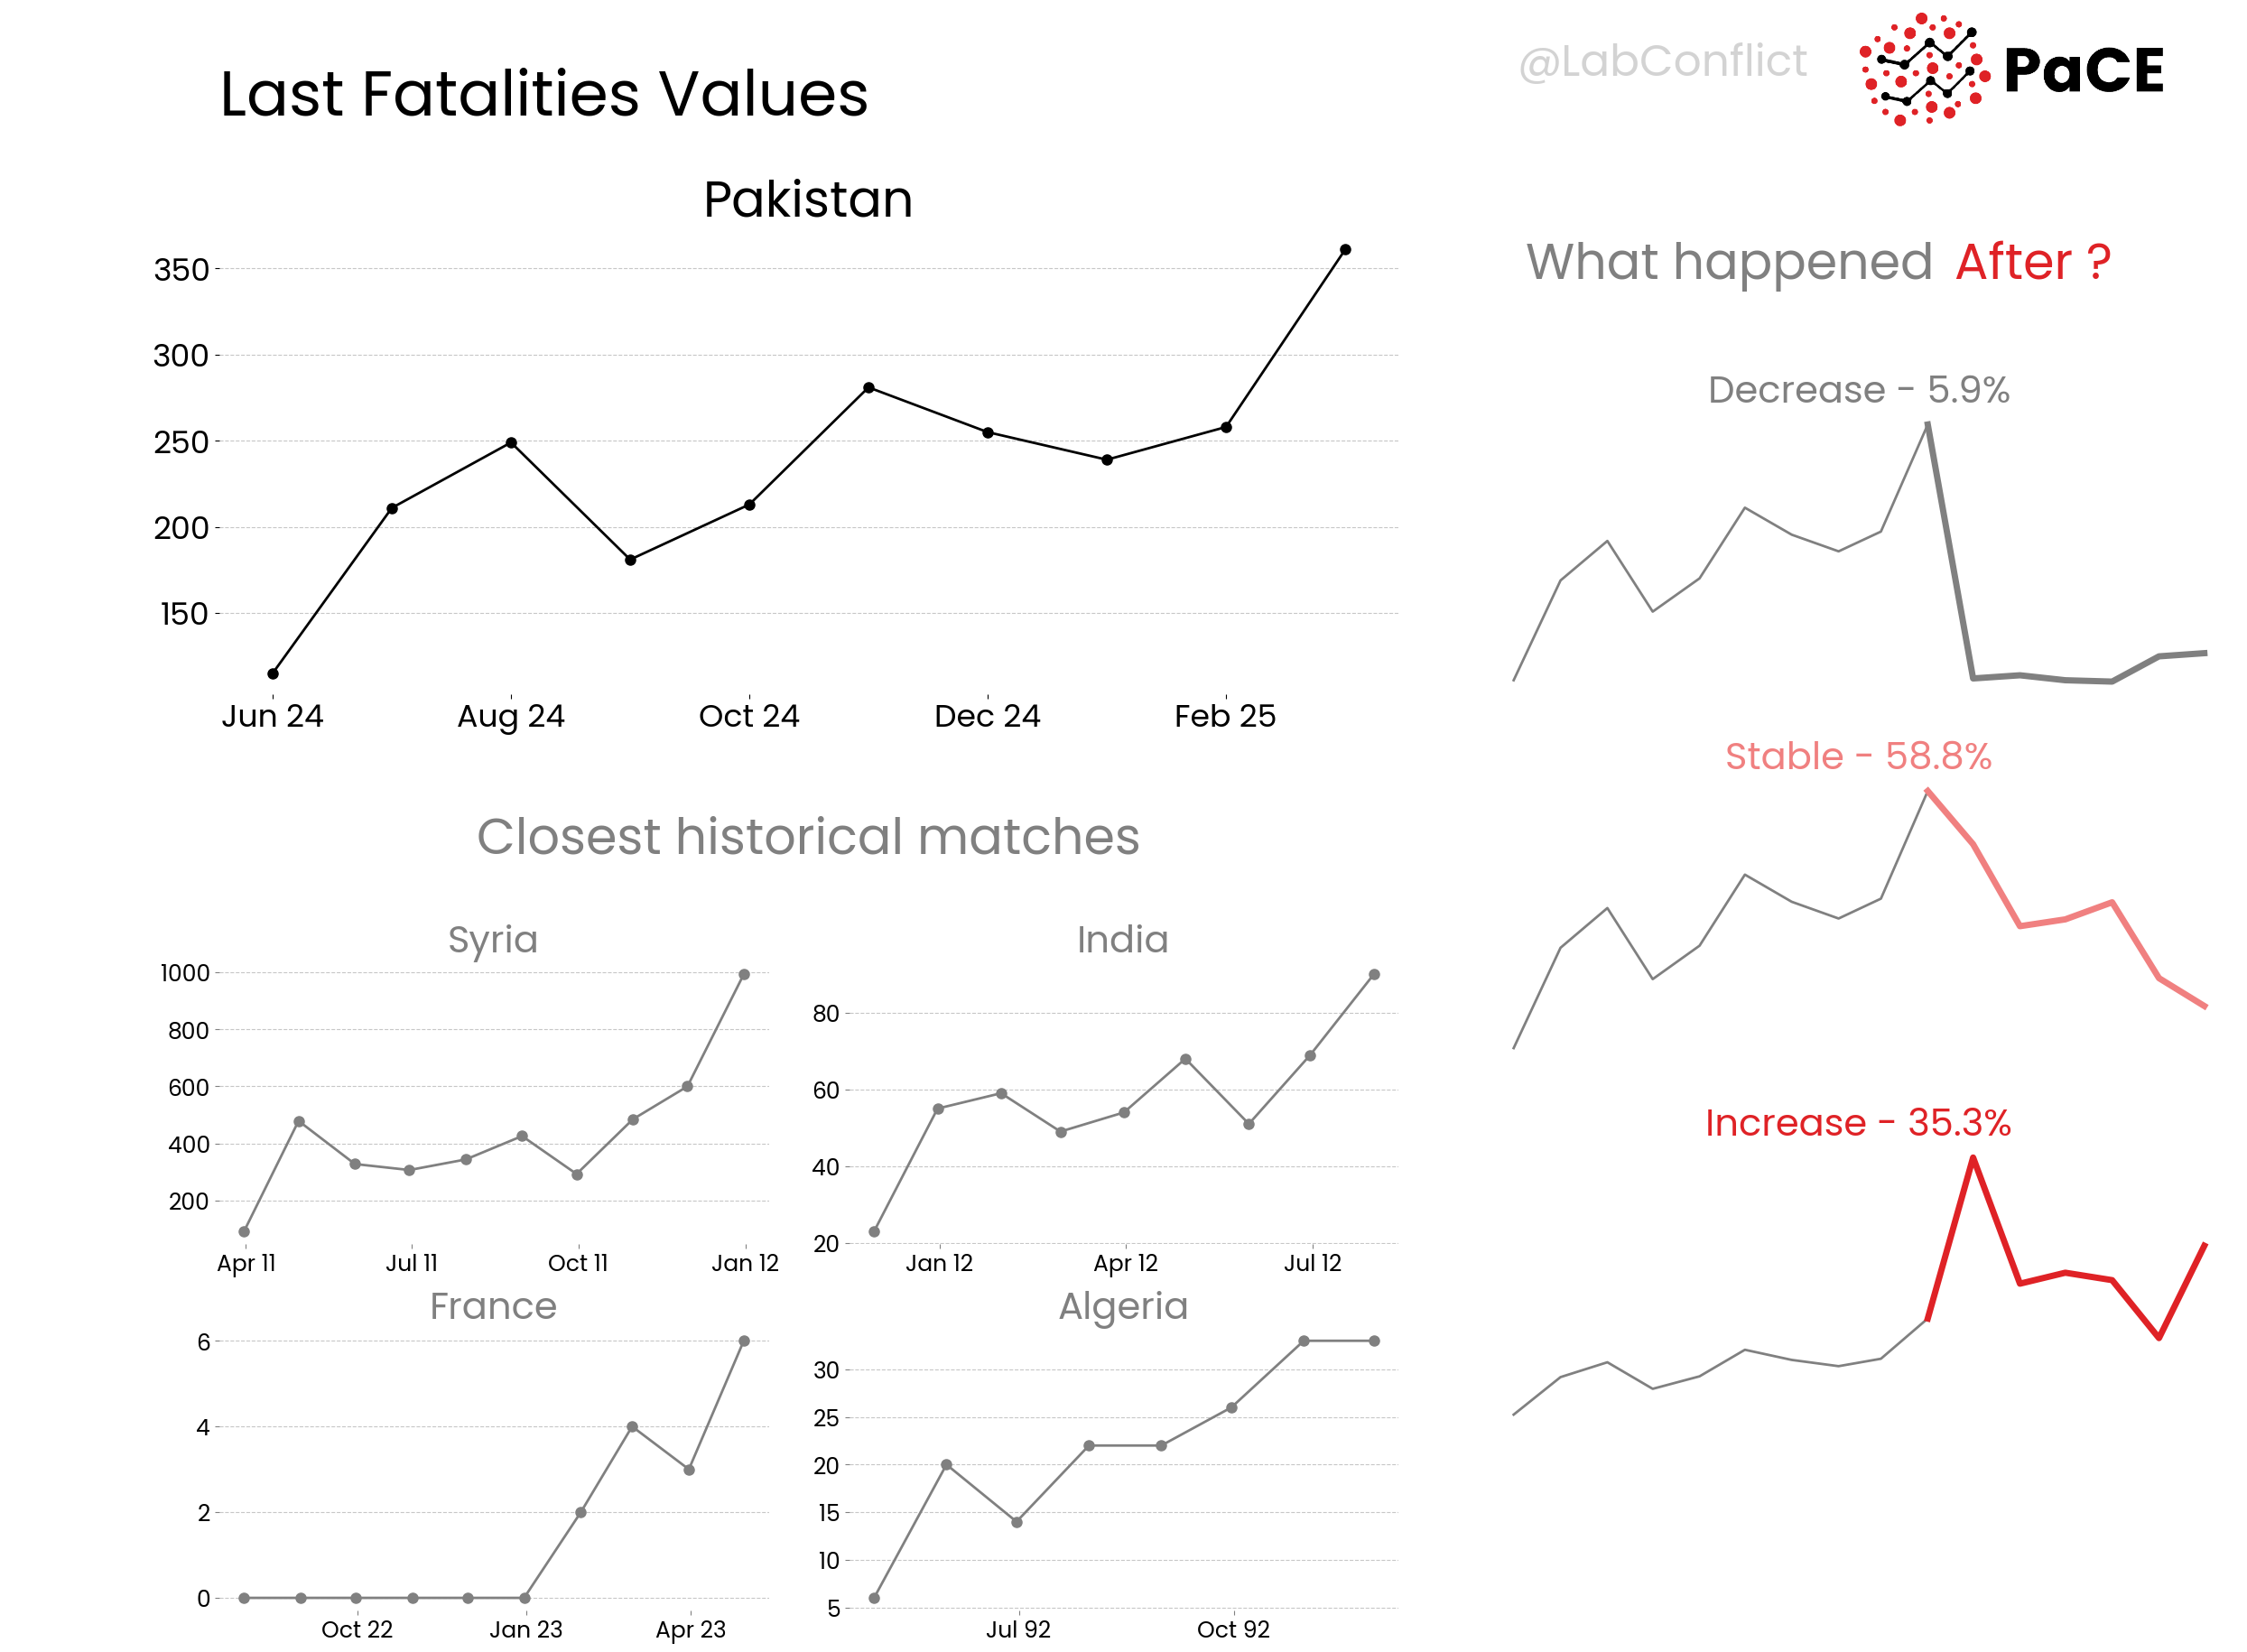 @LabConflict
PaCE
Last Fatalities Values
Pakistan
350
300
250
200
150
Jun 24 Aug 24 Oct 24 Dec 24 Feb 25
What happened After ?
Decrease - 5.9%
Stable - 58.8%
Increase - 35.3%
Closest historical matches
Syria
1000
800
600
400
200
Apr 11 Jul 11 Oct 11 Jan 12
India
80
60
40
20
Jan 12 Apr 12 Jul 12
France
6
4
2
0
Oct 22 Jan 23 Apr 23
Algeria
30
25
20
15
10
5
Jul 92 Oct 92